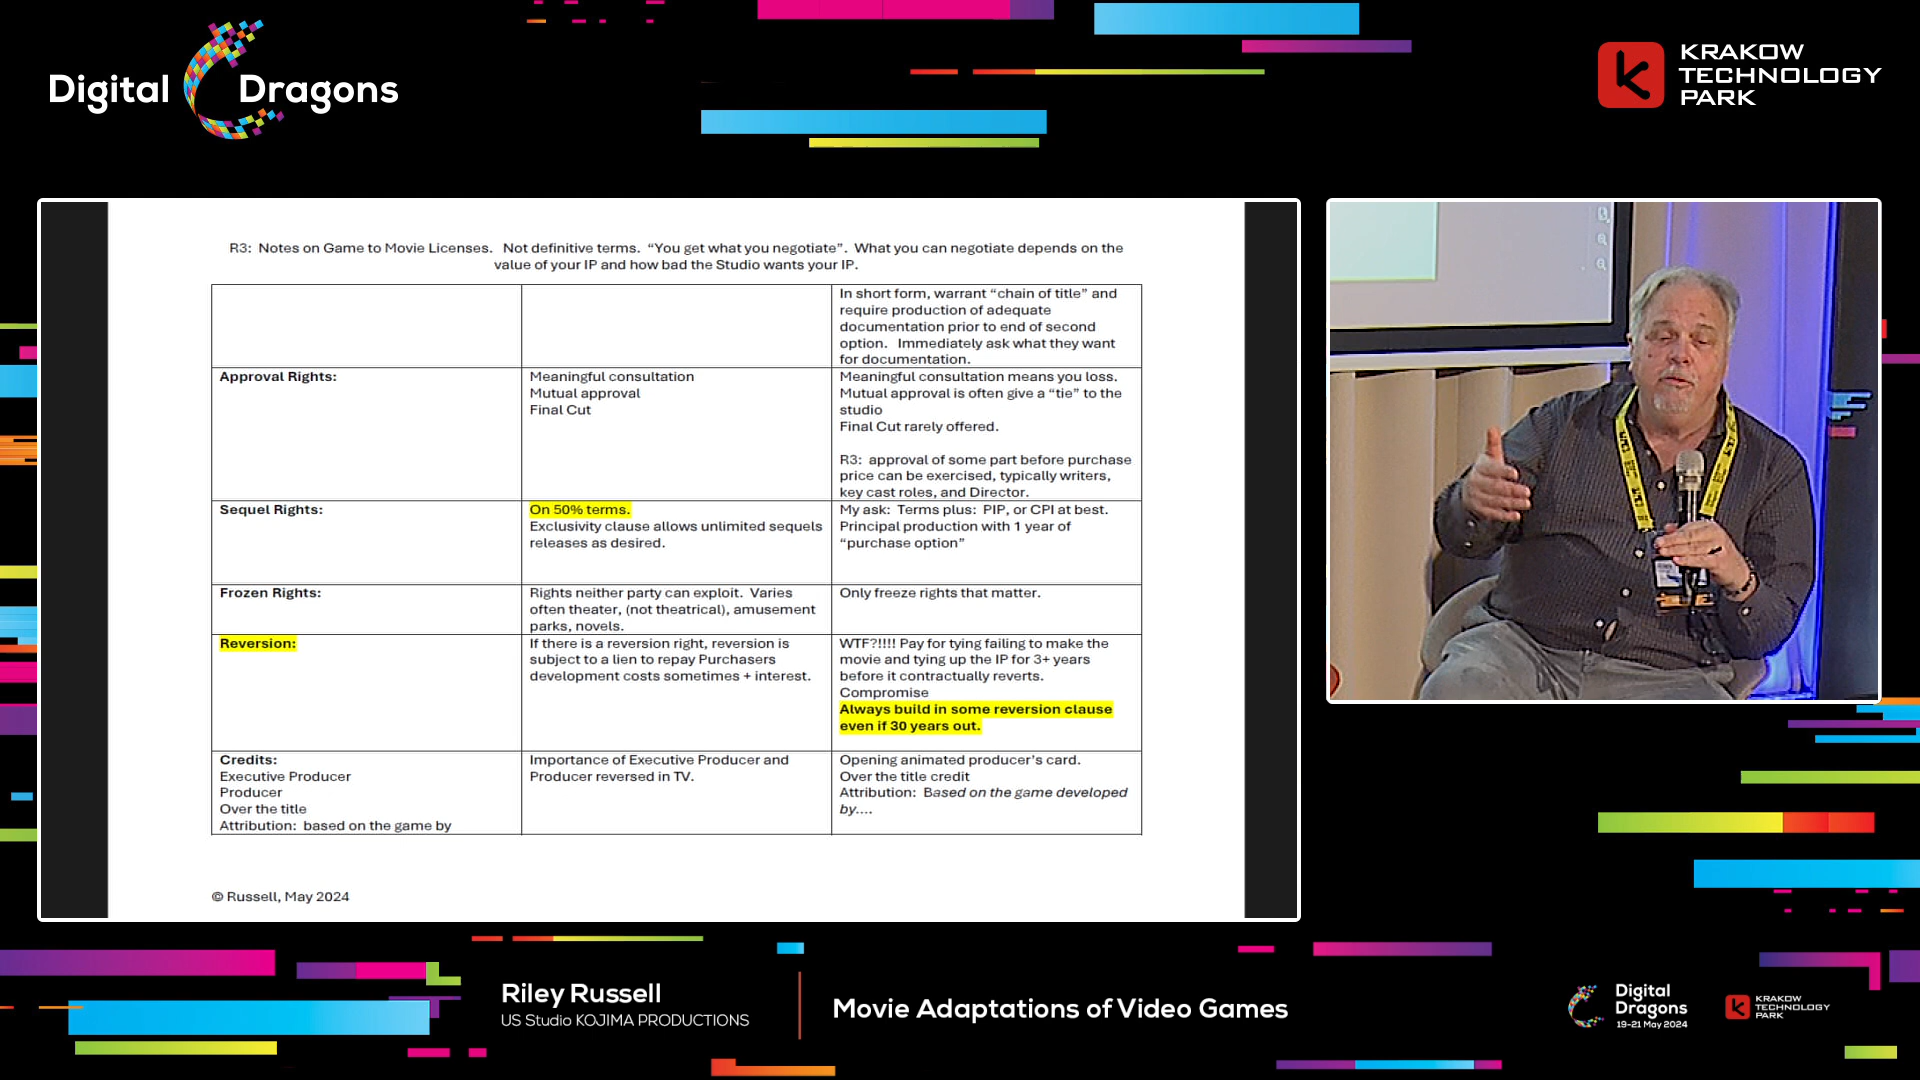 Digital Dragons
KRAKOW
TECHNOLOGY
PARK
R3: Notes on Game to Movie Licenses. Not definitive terms. “You get what you negotiate”. What you can negotiate depends on the
value of your IP and how bad the Studio wants your IP.
In short form, warrant “chain of title” and
require production of adequate
documentation prior to end of second
option. Immediately ask what they want
for documentation.
Approval Rights:
Meaningful consultation
Mutual approval
Final Cut
Meaningful consultation means you loss.
Mutual approval is often give a “tie” to the
studio
Final Cut rarely offered.
R3: approval of some part before purchase
price can be exercised, typically writers,
key cast roles, and Director.
Sequel Rights:
On 50% terms.
Exclusivity clause allows unlimited sequels
releases as desired.
My ask: Terms plus: PIP, or CPI at best.
Principal production with 1 year of
“purchase option”
Frozen Rights:
Rights neither party can exploit. Varies
often theater, (not theatrical), amusement
parks, novels.
Only freeze rights that matter.
Reversion:
If there is a reversion right, reversion is
subject to a lien to repay Purchasers
development costs sometimes + interest.
WTF?!!!! Pay for tying failing to make the
movie and tying up the IP for 3+ years
before it contractually reverts.
Compromise
Always build in some reversion clause
even if 30 years out.
Credits:
Executive Producer
Producer
Over the title
Attribution: based on the game by
Importance of Executive Producer and
Producer reversed in TV.
Opening animated producer’s card.
Over the title credit
Attribution: Based on the game developed
by....
© Russell, May 2024
Riley Russell
US Studio KOJIMA PRODUCTIONS
Movie Adaptations of Video Games
Digital
Dragons
19-21 May 2024
KRAKOW
TECHNOLOGY
PARK